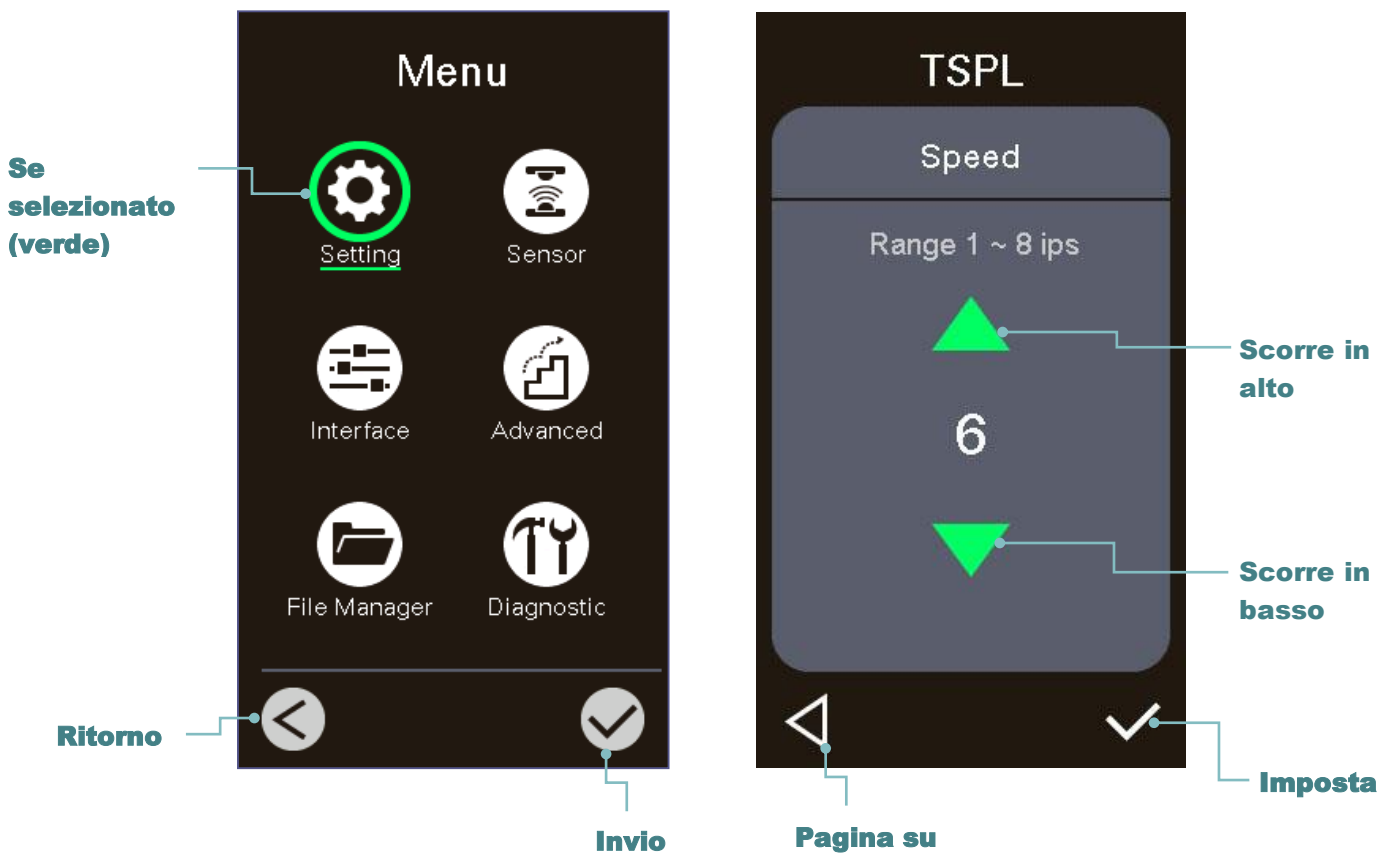 Menu
Se
selezionato
(verde)
Setting
Sensor
Interface
Advanced
File Manager
Diagnostic
Ritorno
Invio
TSPL
Speed
Range 1 ~ 8 ips
6
Scorre in
alto
Scorre in
basso
Imposta
Pagina su